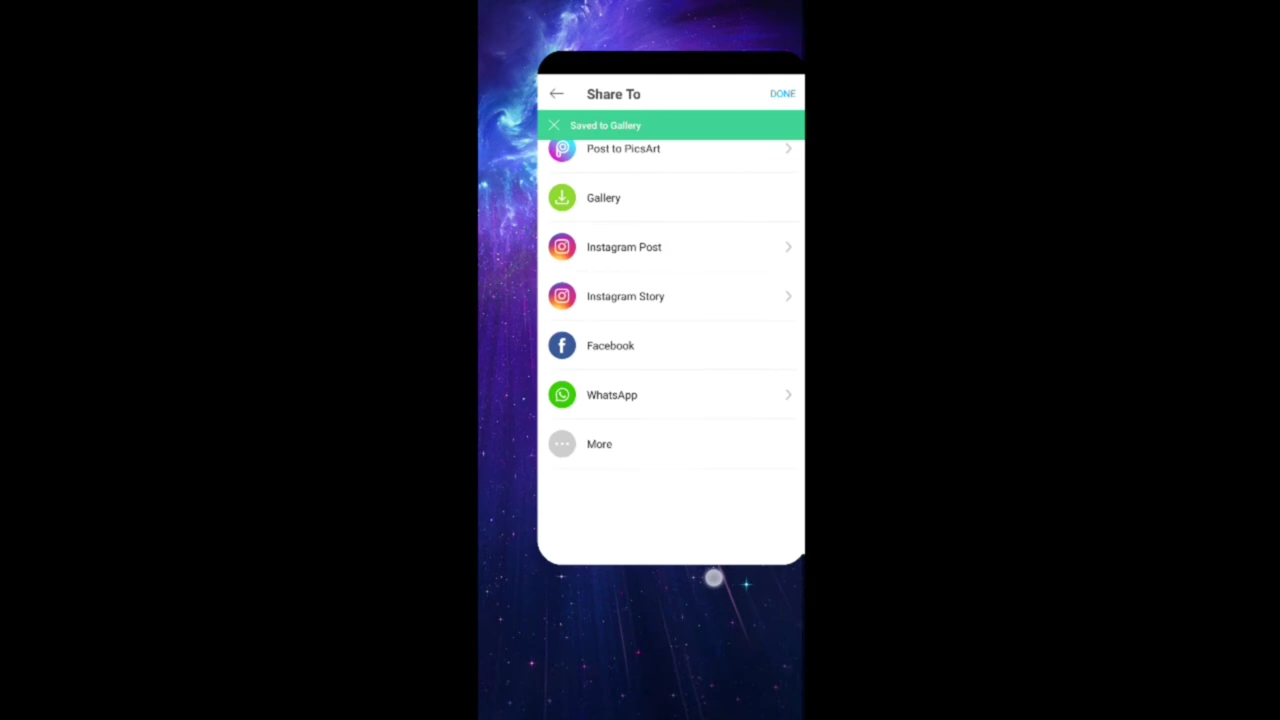 Share To
DONE
Saved to Gallery
Post to PicsArt
Gallery
Instagram Post
Instagram Story
Facebook
WhatsApp
More